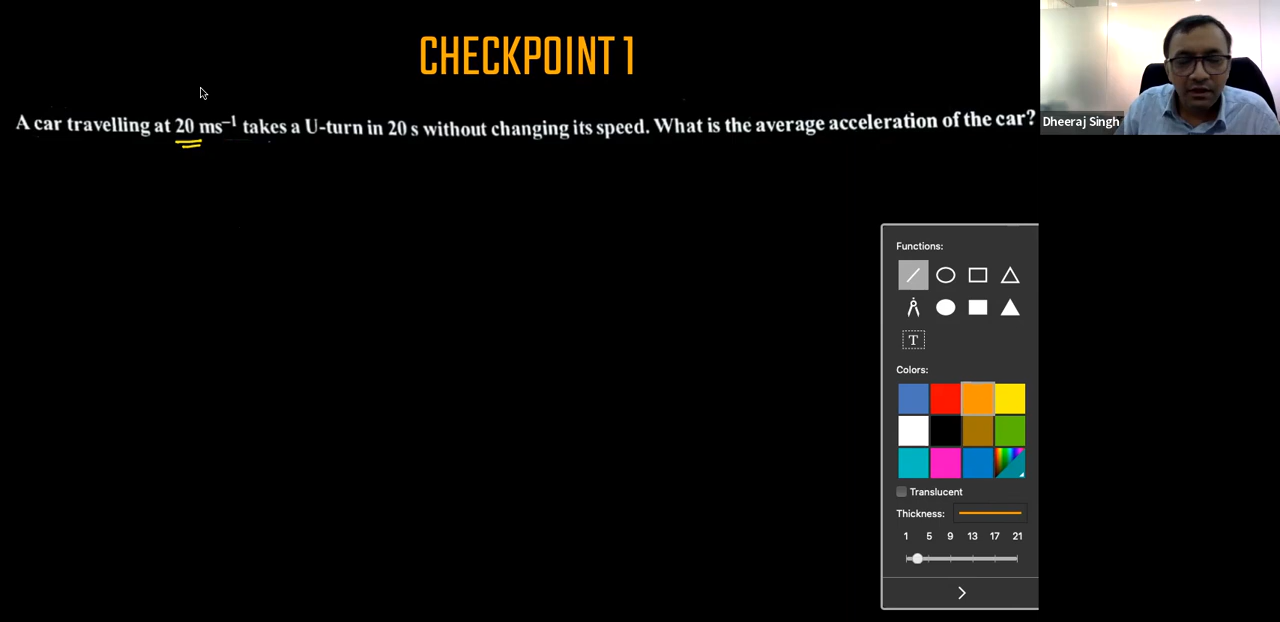 CHECKPOINT 1
A car travelling at 20 ms⁻¹ takes a U-turn in 20 s without changing its speed. What is the average acceleration of the car?
Dheeraj Singh
Functions:
T
Colors:
Translucent
Thickness:
1 5 9 13 17 21